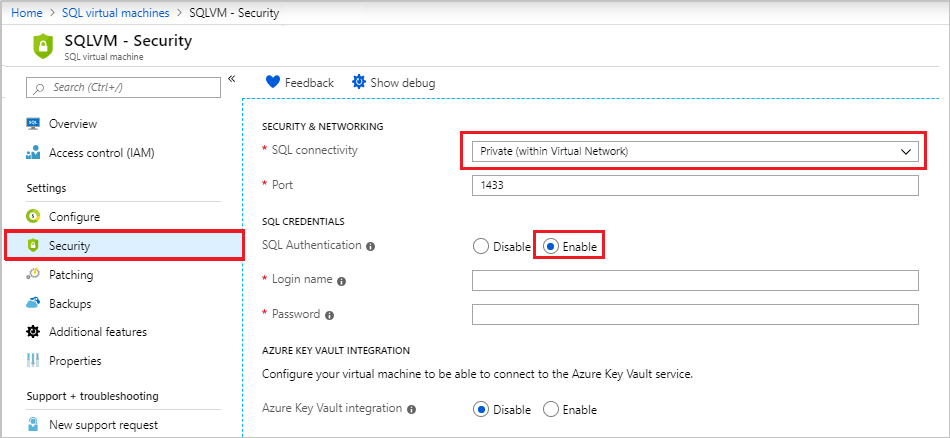 Home > SQL virtual machines > SQLVM - Security
SQLVM - Security
SQL virtual machine
Search (Ctrl+/)
«
Overview
Access control (IAM)
Settings
Configure
Security
Patching
Backups
Additional features
Properties
Support + troubleshooting
New support request
Feedback
Show debug
SECURITY & NETWORKING
* SQL connectivity
Private (within Virtual Network)
* Port
1433
SQL CREDENTIALS
SQL Authentication
Disable
Enable
* Login name
* Password
AZURE KEY VAULT INTEGRATION
Configure your virtual machine to be able to connect to the Azure Key Vault service.
Azure Key Vault integration
Disable
Enable